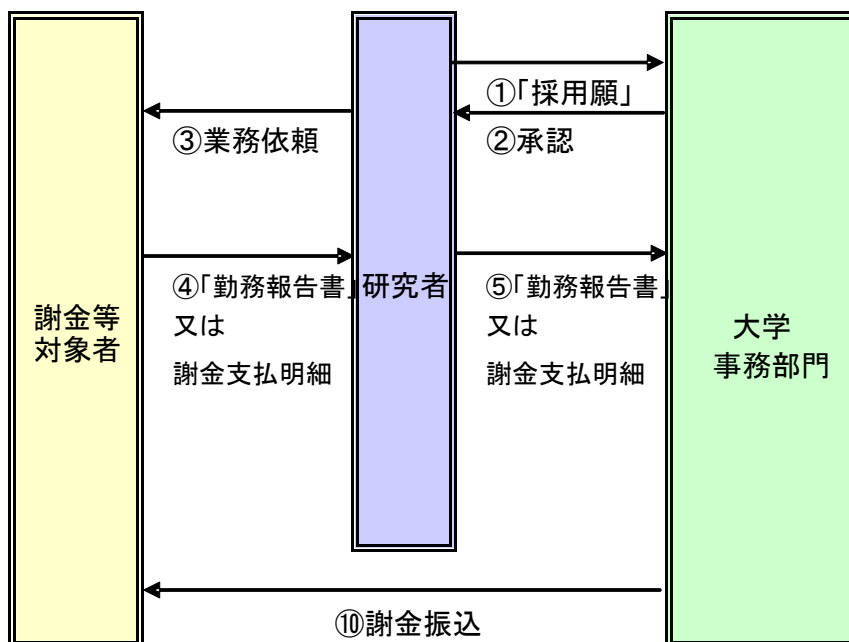 ①「採用願」
②承認
③業務依頼
④「勤務報告書」
又は
謝金支払明細
研究者
⑤「勤務報告書」
又は
謝金支払明細
謝金等
対象者
大学
事務部門
⑩謝金振込